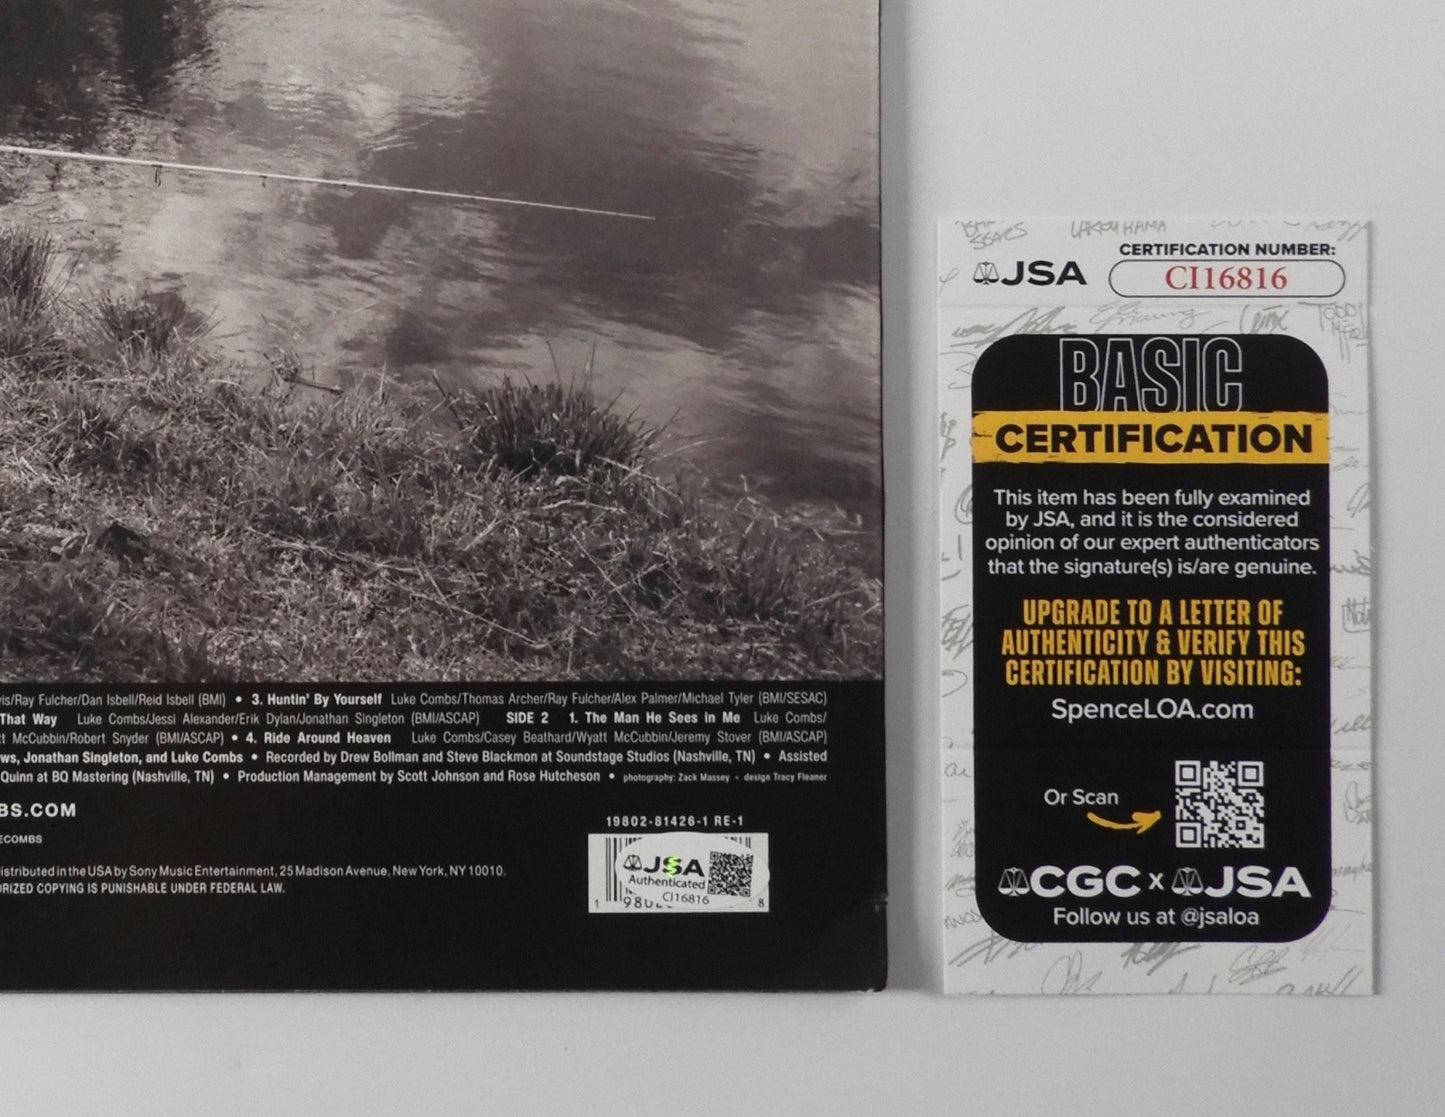 vis/Ray Fulcher/Dan Isbell/Reid Isbell (BMI) • 3. Huntin' By Yourself Luke Combs/Thomas Archer/Ray Fulcher/Alex Palmer/Michael Tyler (BMI/SESAC)
That Way Luke Combs/Jessi Alexander/Erik Dylan/Jonathan Singleton (BMI/ASCAP) SIDE 2 1. The Man He Sees in Me Luke Combs/
tt McCubbin/Robert Snyder (BMI/ASCAP) • 4. Ride Around Heaven Luke Combs/Casey Beathard/Wyatt McCubbin/Jeremy Stover (BMI/ASCAP)
ws, Jonathan Singleton, and Luke Combs • Recorded by Drew Bollman and Steve Blackmon at Soundstage Studios (Nashville, TN) • Assisted
Quinn at BQ Mastering (Nashville, TN) • Production Management by Scott Johnson and Rose Hutcheson • photography: Zack Massey • design Tracy Fleaner
BS.COM
ECOMBS
istributed in the USA by Sony Music Entertainment, 25 Madison Avenue, New York, NY 10010.
ORIZED COPYING IS PUNISHABLE UNDER FEDERAL LAW.
19802-81426-1 RE-1
JSA
Authenticated
CI16816
1 980 8
JSA
CERTIFICATION NUMBER:
CI16816
BASIC
CERTIFICATION
This item has been fully examined
by JSA, and it is the considered
opinion of our expert authenticators
that the signature(s) is/are genuine.
UPGRADE TO A LETTER OF
AUTHENTICITY & VERIFY THIS
CERTIFICATION BY VISITING:
SpenceLOA.com
Or Scan
CGC x JSA
Follow us at @jsaloa